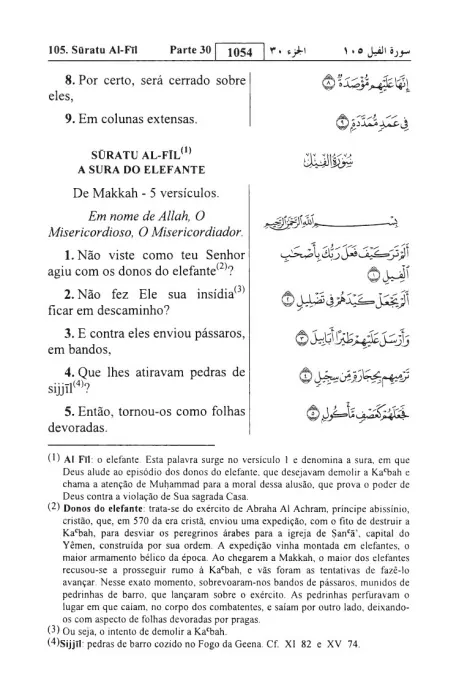 105. Sūratu Al-Fīl Parte 30 1054 الجزء ٣٠ سورة الفيل ١٠٥
8. Por certo, será cerrado sobre
eles,
إِنَّهَا عَلَيْهِم مُّؤْصَدَةٌ ۝٨
9. Em colunas extensas.
فِي عَمَدٍ مُّمَدَّدَةٍ ۝٩
SŪRATU AL-FĪL(1)
A SURA DO ELEFANTE
سُورَةُ الفِيلِ
De Makkah - 5 versículos.
Em nome de Allah, O
Misericordioso, O Misericordiador.
بِسْمِ اللَّهِ الرَّحْمَٰنِ الرَّحِيمِ
1. Não viste como teu Senhor
agiu com os donos do elefante(2)?
أَلَمْ تَرَ كَيْفَ فَعَلَ رَبُّكَ بِأَصْحَابِ
الْفِيلِ ۝١
2. Não fez Ele sua insídia(3)
ficar em descaminho?
أَلَمْ يَجْعَلْ كَيْدَهُمْ فِي تَضْلِيلٍ ۝٢
3. E contra eles enviou pássaros,
em bandos,
وَأَرْسَلَ عَلَيْهِمْ طَيْرًا أَبَابِيلَ ۝٣
4. Que lhes atiravam pedras de
sijjīl(4)?
تَرْمِيهِم بِحِجَارَةٍ مِّن سِجِّيلٍ ۝٤
5. Então, tornou-os como folhas
devoradas.
فَجَعَلَهُمْ كَعَصْفٍ مَّأْكُولٍ ۝٥
(1) Al Fīl: o elefante. Esta palavra surge no versículo 1 e denomina a sura, em que
Deus alude ao episódio dos donos do elefante, que desejavam demolir a Kaᶜbah e
chama a atenção de Muḥammad para a moral dessa alusão, que prova o poder de
Deus contra a violação de Sua sagrada Casa.
(2) Donos do elefante: trata-se do exército de Abraha Al Achram, príncipe abissínio,
cristão, que, em 570 da era cristã, enviou uma expedição, com o fito de destruir a
Kaᶜbah, para desviar os peregrinos árabes para a igreja de Ṣanᶜāʾ, capital do
Yêmen, construída por sua ordem. A expedição vinha montada em elefantes, o
maior armamento bélico da época. Ao chegarem a Makkah, o maior dos elefantes
recusou-se a prosseguir rumo à Kaᶜbah, e vãs foram as tentativas de fazê-lo
avançar. Nesse exato momento, sobrevoaram-nos bandos de pássaros, munidos de
pedrinhas de barro, que lançaram sobre o exército. As pedrinhas perfuravam o
lugar em que caíam, no corpo dos combatentes, e saíam por outro lado, deixando-
os com aspecto de folhas devoradas por pragas.
(3) Ou seja, o intento de demolir a Kaᶜbah.
(4)Sijjīl: pedras de barro cozido no Fogo da Geena. Cf. XI 82 e XV 74.